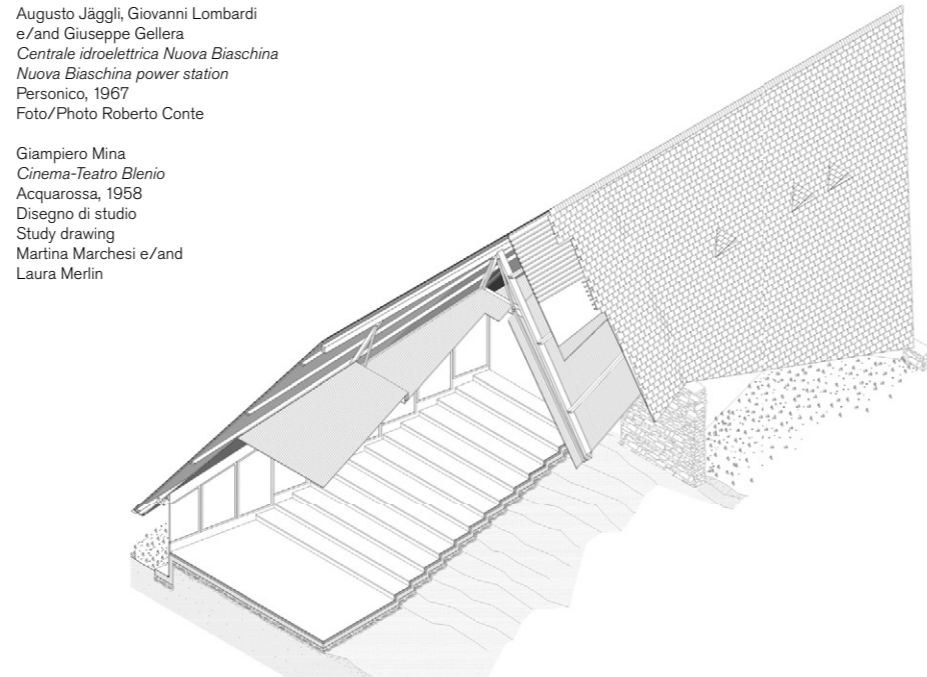 Augusto Jäggli, Giovanni Lombardi
e/and Giuseppe Gellera
Centrale idroelettrica Nuova Biaschina
Nuova Biaschina power station
Personico, 1967
Foto/Photo Roberto Conte

Giampiero Mina
Cinema-Teatro Blenio
Acquarossa, 1958
Disegno di studio
Study drawing
Martina Marchesi e/and
Laura Merlin